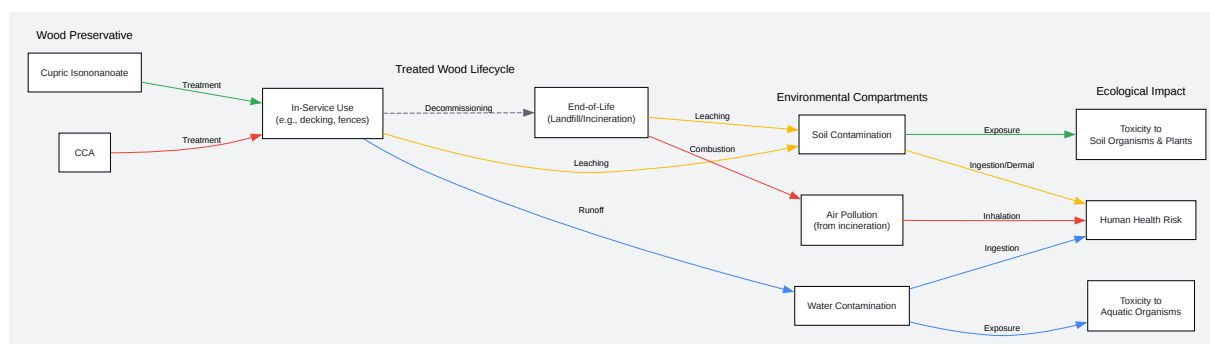 Wood Preservative
Cupric Isononanoate
CCA
Treatment
Treatment
Treated Wood Lifecycle
In-Service Use
(e.g., decking, fences)
Decommissioning
End-of-Life
(Landfill/Incineration)
Leaching
Combustion
Leaching
Runoff
Environmental Compartments
Soil Contamination
Air Pollution
(from incineration)
Water Contamination
Exposure
Ingestion/Dermal
Inhalation
Ingestion
Exposure
Ecological Impact
Toxicity to
Soil Organisms & Plants
Human Health Risk
Toxicity to
Aquatic Organisms